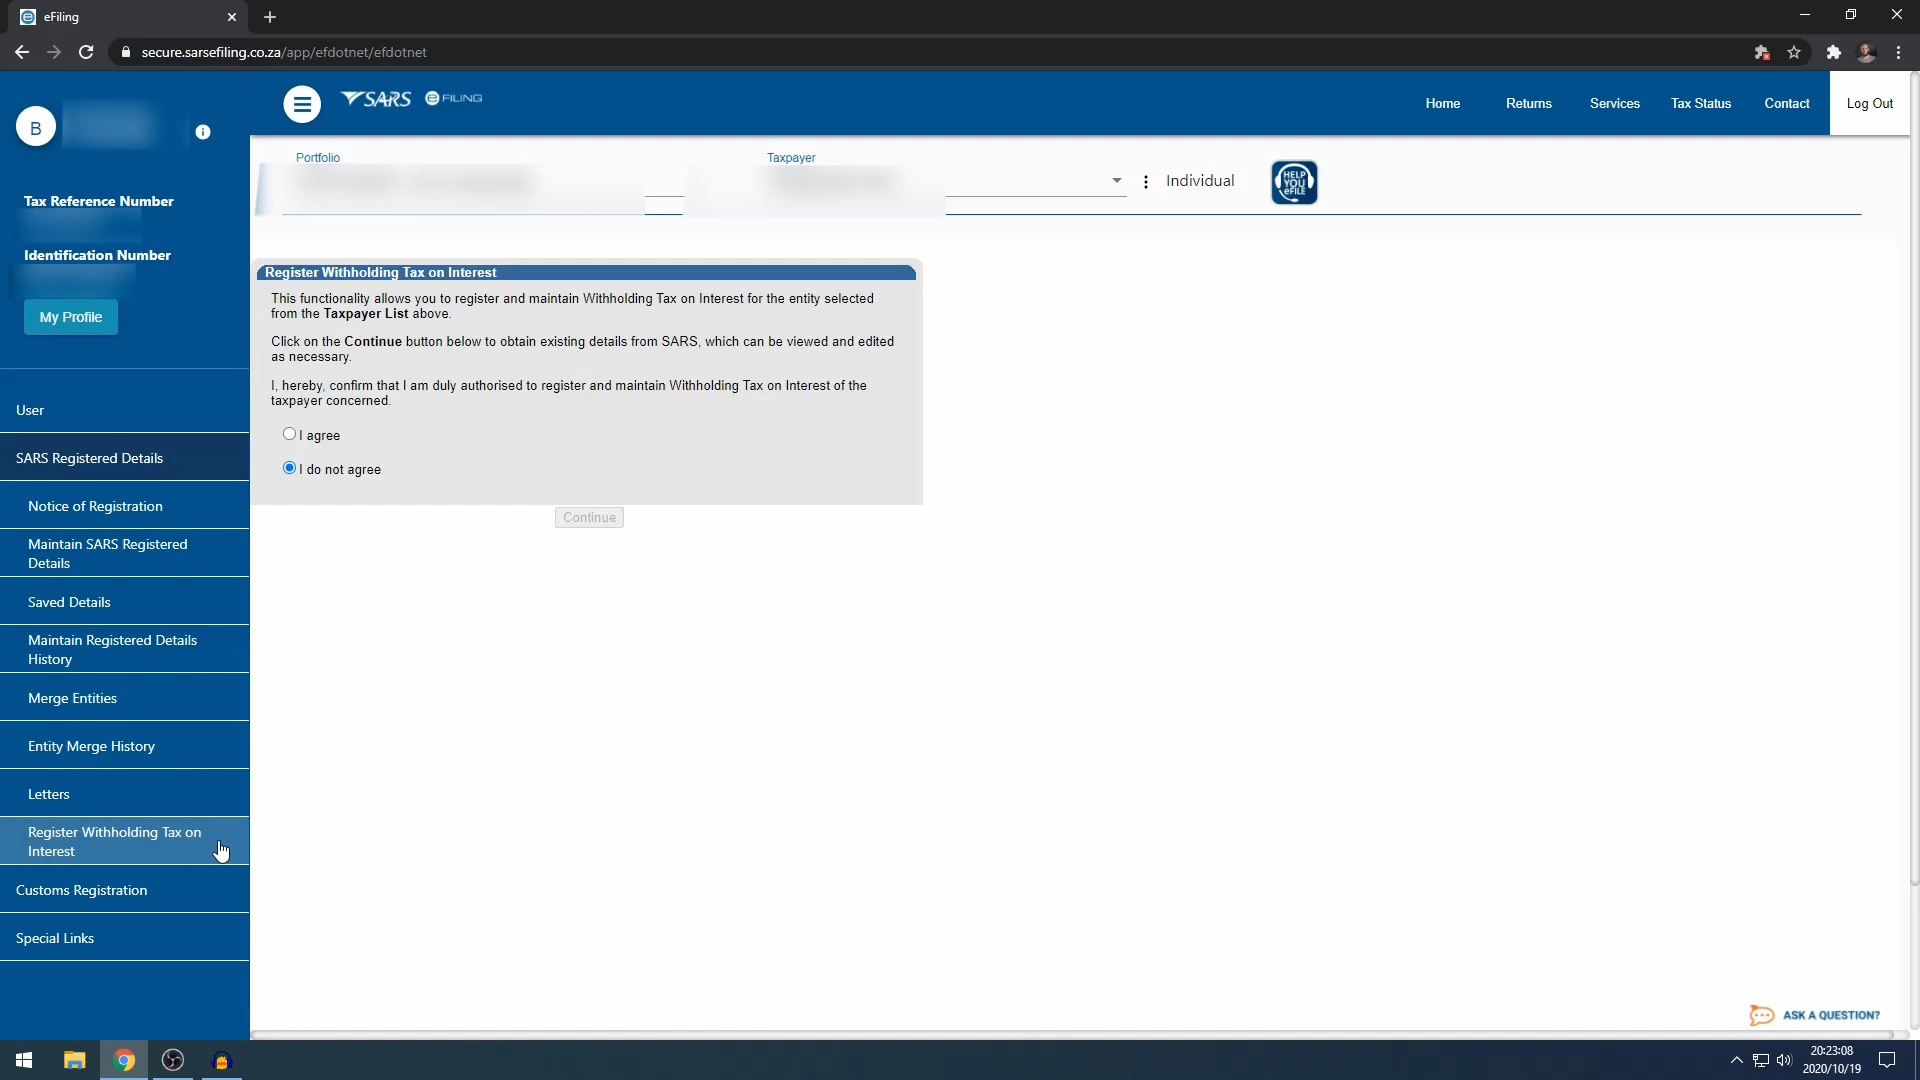 eFiling
secure.sarsefiling.co.za/app/efdotnet/efdotnet
B
SARS
e FILING
Home
Returns
Services
Tax Status
Contact
Log Out
Portfolio
Taxpayer
Individual
HELP
YOU
eFILE
Tax Reference Number
Identification Number
My Profile
User
SARS Registered Details
Notice of Registration
Maintain SARS Registered
Details
Saved Details
Maintain Registered Details
History
Merge Entities
Entity Merge History
Letters
Register Withholding Tax on
Interest
Customs Registration
Special Links
Register Withholding Tax on Interest
This functionality allows you to register and maintain Withholding Tax on Interest for the entity selected
from the Taxpayer List above.
Click on the Continue button below to obtain existing details from SARS, which can be viewed and edited
as necessary.
I, hereby, confirm that I am duly authorised to register and maintain Withholding Tax on Interest of the
taxpayer concerned.
I agree
I do not agree
Continue
ASK A QUESTION?
20:23:08
2020/10/19